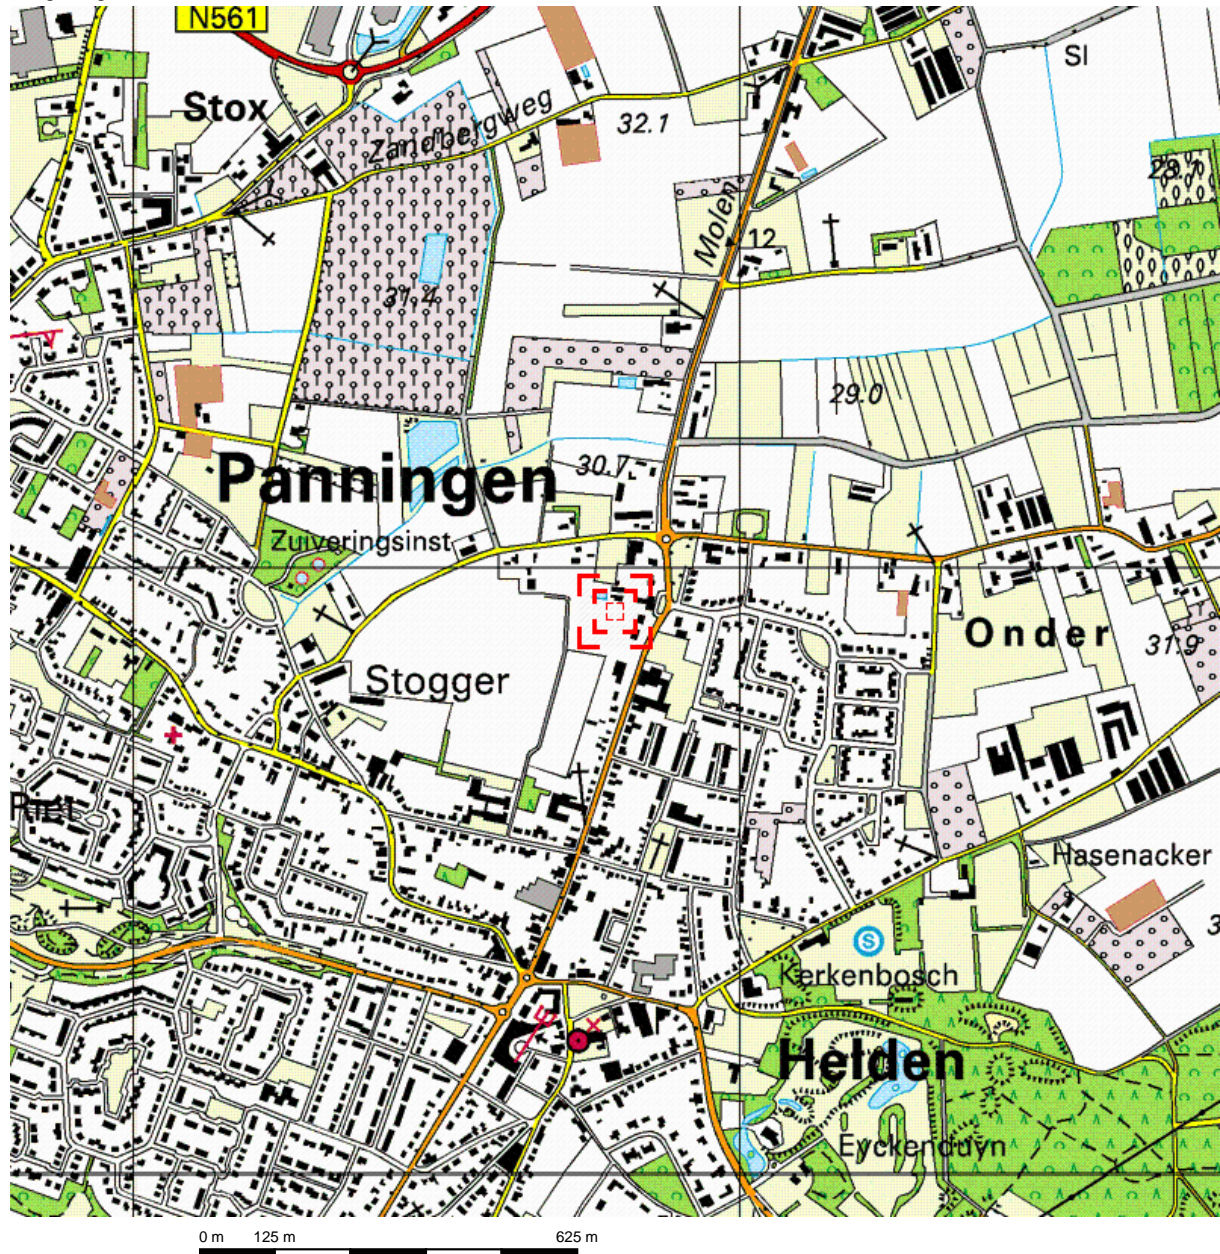 N561
Sl
Stox
Zandbergweg
32.1
Molen
12
31.4
29.0
Panningen
30.7
Zuiveringsinst.
Onder
31.9
Stogger
Hasenacker
S
Kerkenbosch
Helden
Eyckenduyn
0 m 125 m 625 m